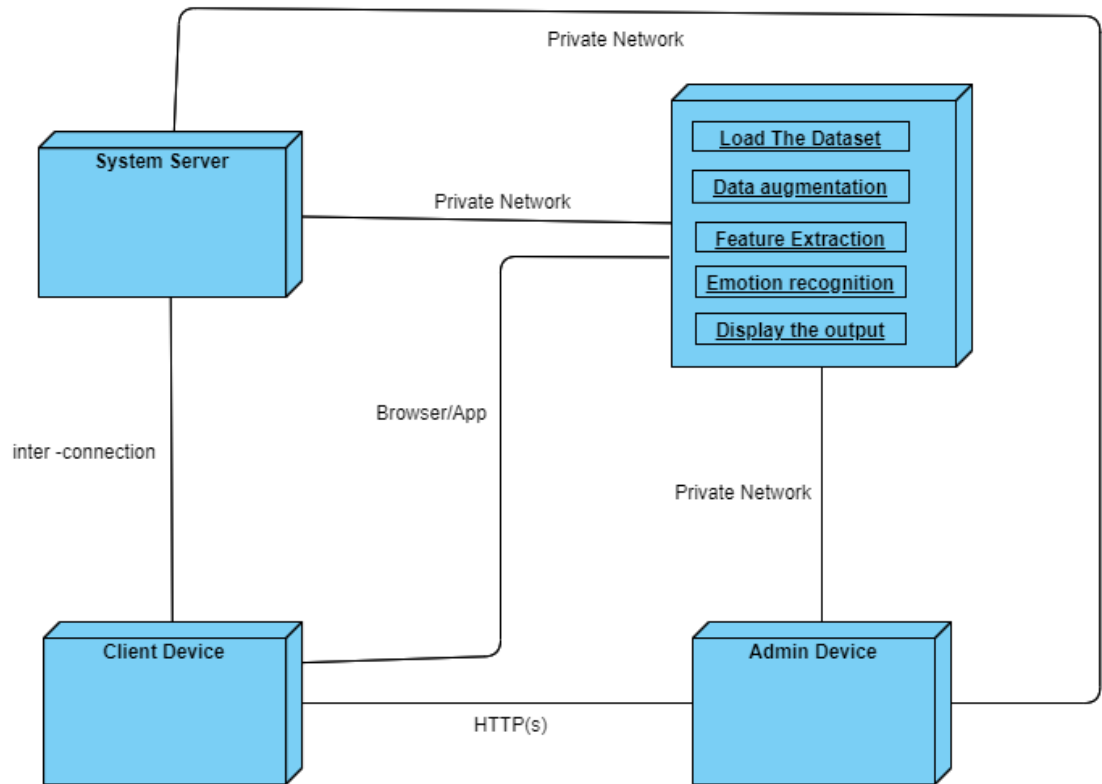 Private Network
System Server
Load The Dataset
Data augmentation
Private Network
Feature Extraction
Emotion recognition
Display the output
Browser/App
inter -connection
Private Network
Client Device
Admin Device
HTTP(s)